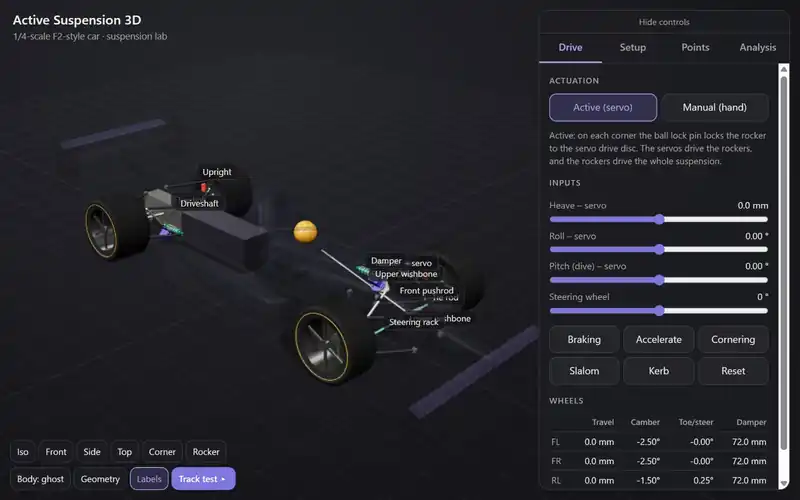 Active Suspension 3D
1/4-scale F2-style car · suspension lab
Hide controls
Drive Setup Points Analysis
ACTUATION
Active (servo) Manual (hand)
Active: on each corner the ball lock pin locks the rocker
to the servo drive disc. The servos drive the rockers,
and the rockers drive the whole suspension.
INPUTS
Heave – servo 0.0 mm
Roll – servo 0.00 °
Pitch (dive) – servo 0.00 °
Steering wheel 0 °
Braking Accelerate Cornering
Slalom Kerb Reset
WHEELS
Travel Camber Toe/steer Damper
FL 0.0 mm -2.50° -0.00° 72.0 mm
FR 0.0 mm -2.50° -0.00° 72.0 mm
RL 0.0 mm -1.50° 0.25° 72.0 mm
Upright
Driveshaft
Damper
servo
Upper wishbone
Front pushrod
Steering rack
Iso Front Side Top Corner Rocker
Body: ghost Geometry Labels Track test